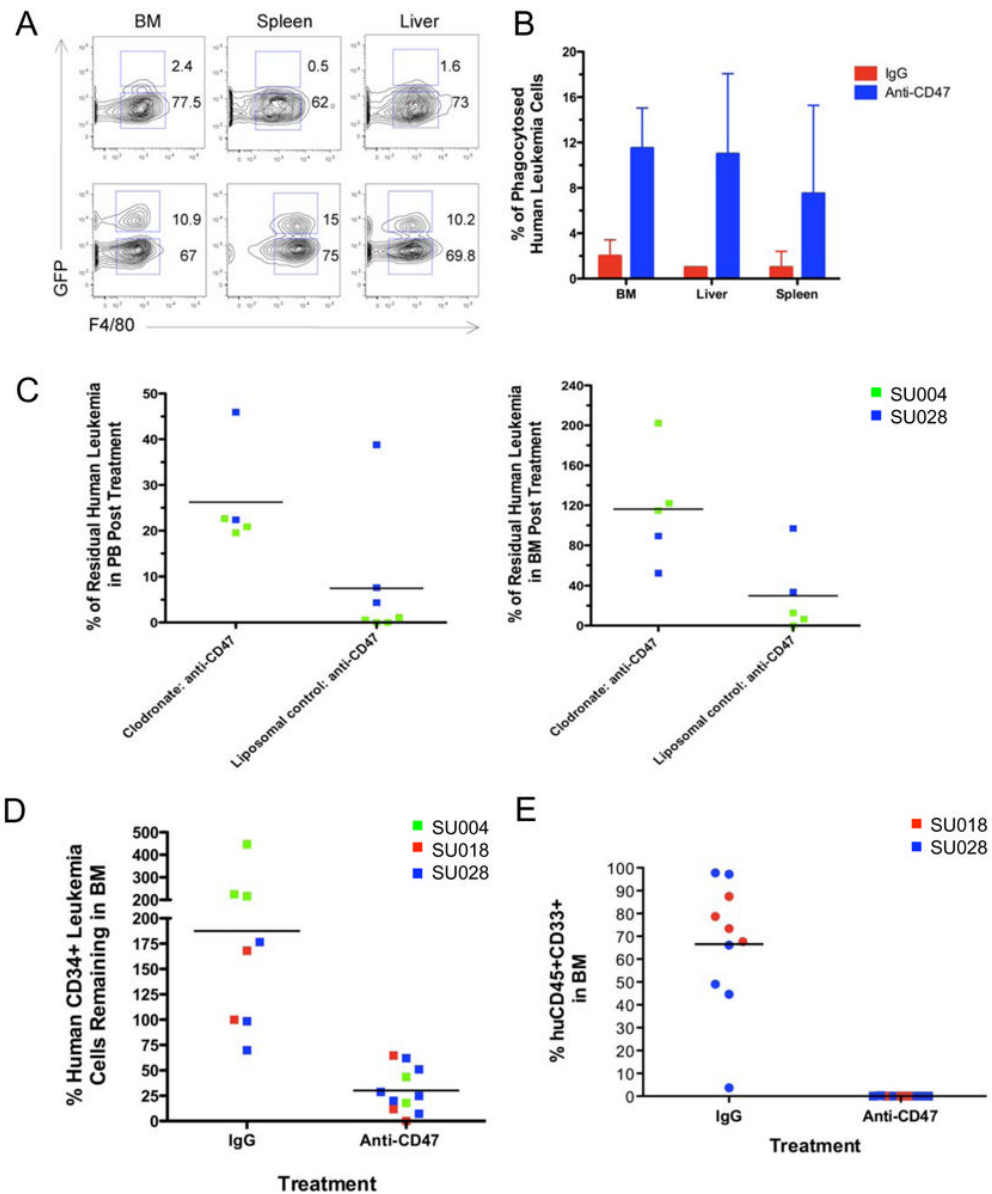 A
BM
Spleen
Liver
2.4
77.5
0.5
62
1.6
73
10.9
67
15
75
10.2
69.8
GFP
F4/80
B
% of Phagocytosed
Human Leukemia Cells
20
16
12
8
4
0
BM
Liver
Spleen
IgG
Anti-CD47
C
% of Residual Human Leukemia
in PB Post Treatment
50
40
30
20
10
0
Clodronate: anti-CD47
Liposomal control: anti-CD47
% of Residual Human Leukemia
in BM Post Treatment
240
200
160
120
80
40
0
Clodronate: anti-CD47
Liposomal control: anti-CD47
SU004
SU028
D
% Human CD34+ Leukemia
Cells Remaining in BM
500
400
300
200
200
175
150
125
100
75
50
25
0
IgG
Anti-CD47
Treatment
SU004
SU018
SU028
E
% huCD45+CD33+
in BM
100
90
80
70
60
50
40
30
20
10
0
IgG
Anti-CD47
Treatment
SU018
SU028